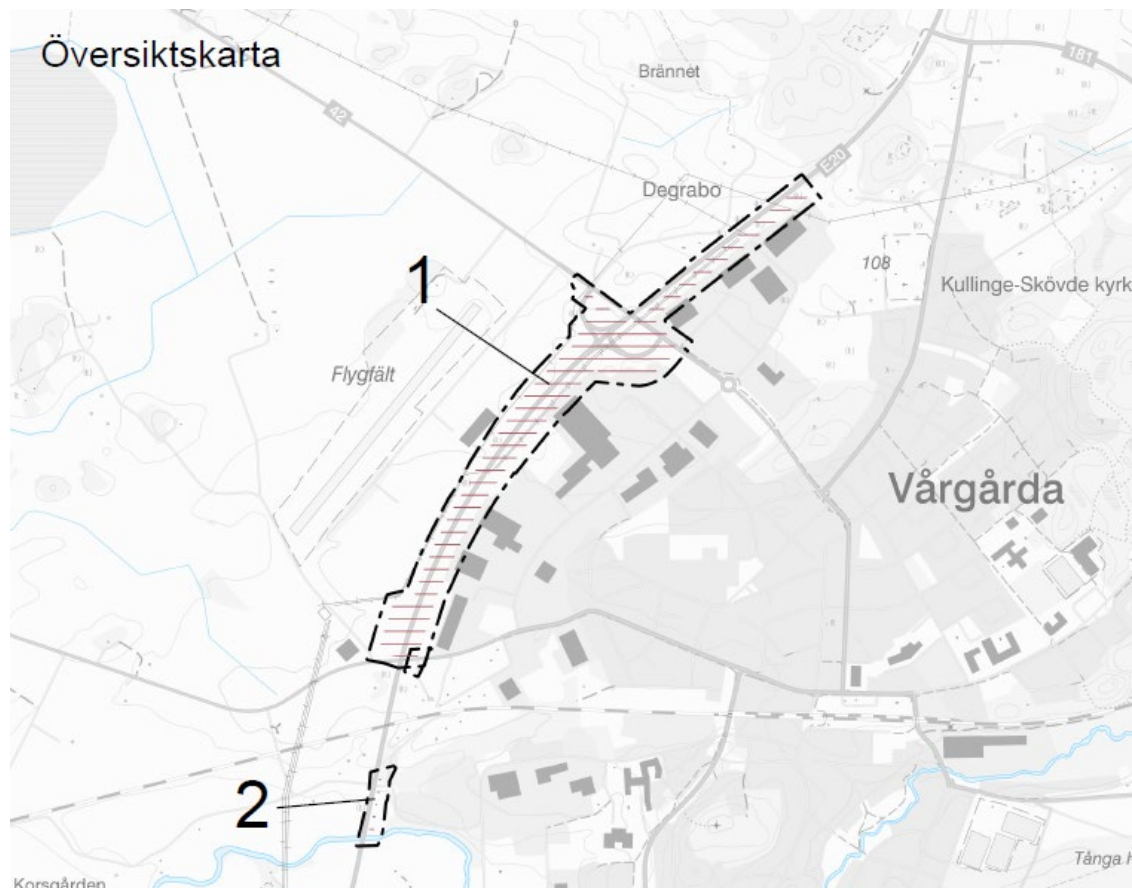 Översiktskarta
Brännet
181
42
E20
Degrabo
108
Kullinge-Skövde kyrk
1
Flygfält
Vårgårda
2
Tånga h
Korsgården